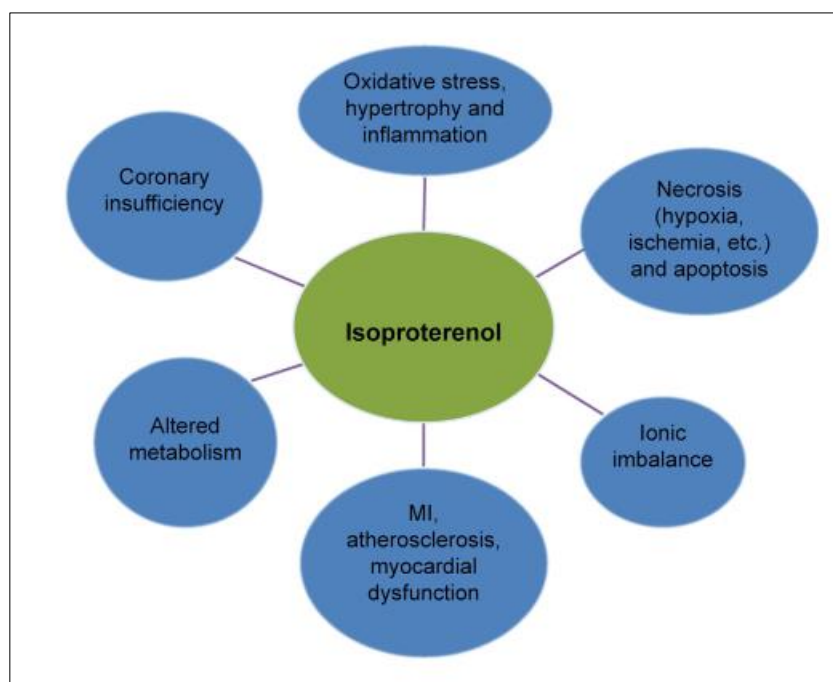 Oxidative stress,
hypertrophy and
inflammation
Coronary
insufficiency
Necrosis
(hypoxia,
ischemia, etc.)
and apoptosis
Isoproterenol
Altered
metabolism
Ionic
imbalance
MI,
atherosclerosis,
myocardial
dysfunction